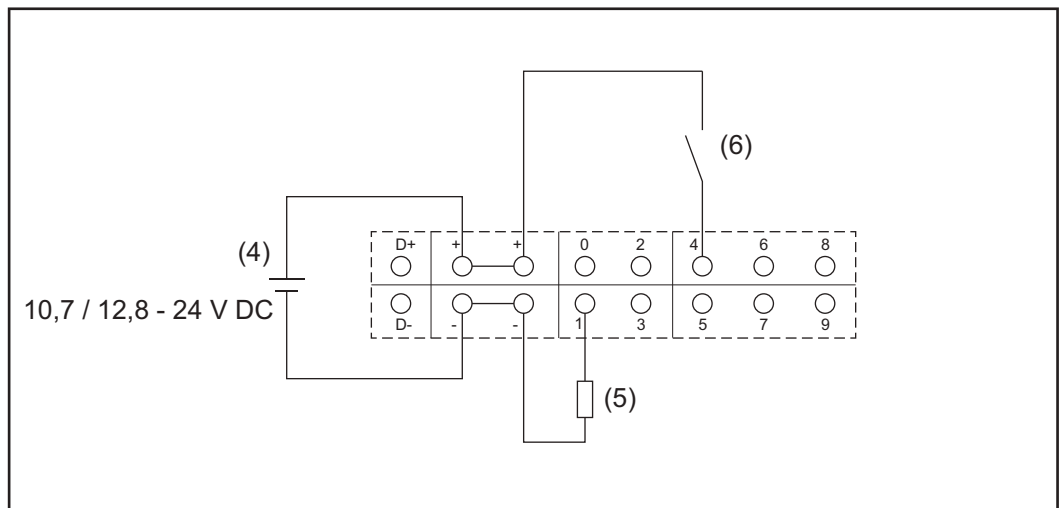 (6)
(4)
10,7 / 12,8 - 24 V DC
D+ + + 0 2 4 6 8
D- - - 1 3 5 7 9
(5)